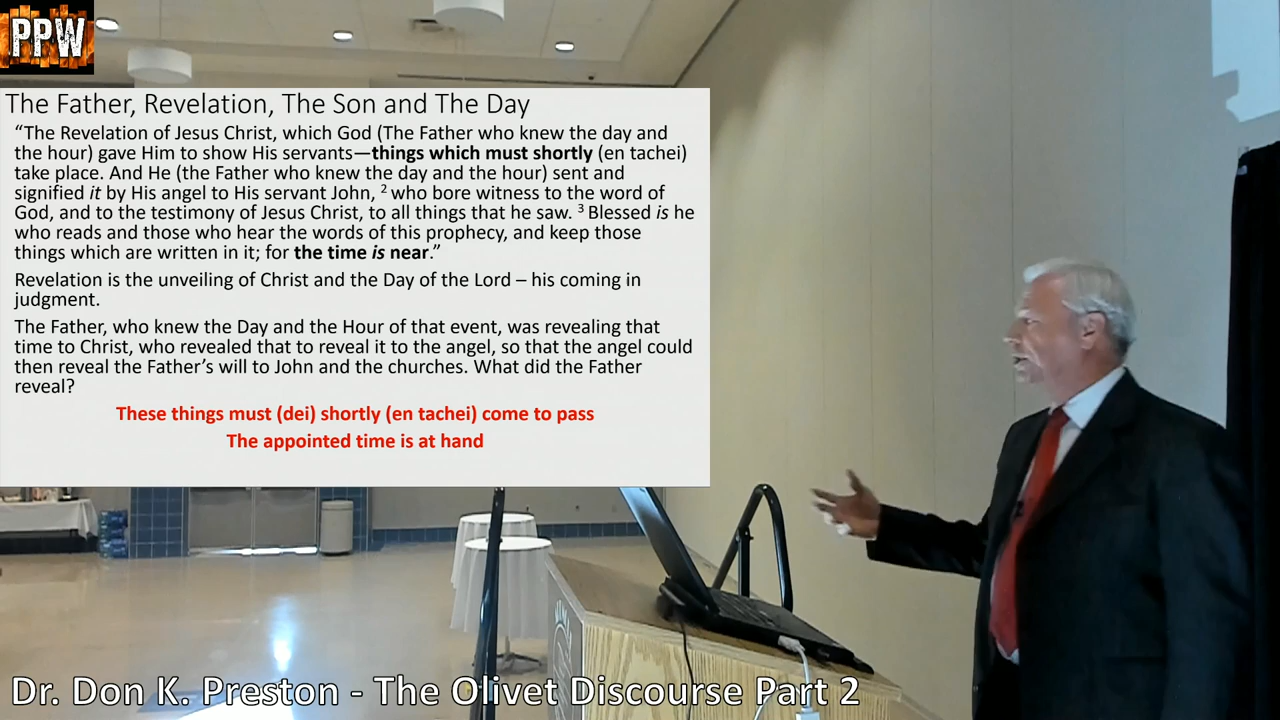 PPW
The Father, Revelation, The Son and The Day
“The Revelation of Jesus Christ, which God (The Father who knew the day and
the hour) gave Him to show His servants—things which must shortly (en tachei)
take place. And He (the Father who knew the day and the hour) sent and
signified it by His angel to His servant John, 2 who bore witness to the word of
God, and to the testimony of Jesus Christ, to all things that he saw. 3 Blessed is he
who reads and those who hear the words of this prophecy, and keep those
things which are written in it; for the time is near.”
Revelation is the unveiling of Christ and the Day of the Lord – his coming in
judgment.
The Father, who knew the Day and the Hour of that event, was revealing that
time to Christ, who revealed that to reveal it to the angel, so that the angel could
then reveal the Father’s will to John and the churches. What did the Father
reveal?
These things must (dei) shortly (en tachei) come to pass
The appointed time is at hand
Dr. Don K. Preston - The Olivet Discourse Part 2